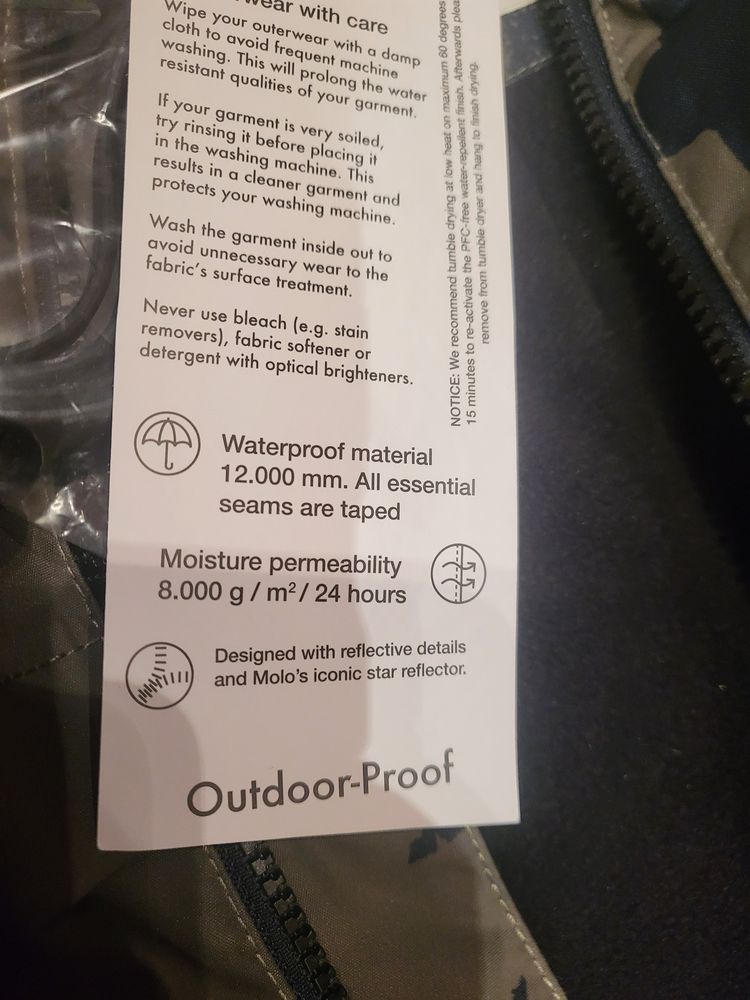 wear with care
Wipe your outerwear with a damp
cloth to avoid frequent machine
washing. This will prolong the water
resistant qualities of your garment.
If your garment is very soiled,
try rinsing it before placing it
in the washing machine. This
results in a cleaner garment and
protects your washing machine.
Wash the garment inside out to
avoid unnecessary wear to the
fabric's surface treatment.
Never use bleach (e.g. stain
removers), fabric softener or
detergent with optical brighteners.
NOTICE: We recommend tumble drying at low heat on maximum 60 degrees
15 minutes to re-activate the PFC-free water-repellent finish. Afterwards
remove from tumble dryer and hang to finish drying.
Waterproof material
12.000 mm. All essential
seams are taped
Moisture permeability
8.000 g / m²/ 24 hours
Designed with reflective details
and Molo's iconic star reflector.
Outdoor-Proof